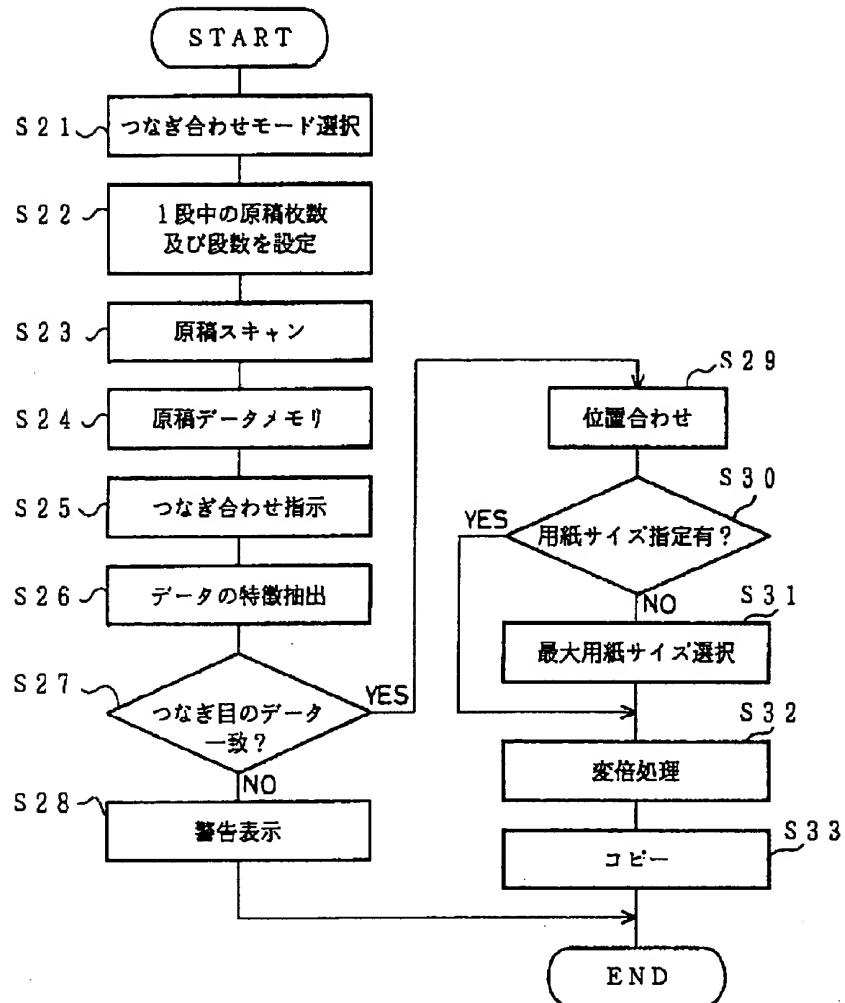 START
S21
つなぎ合わせモード選択
S22
1段中の原稿枚数
及び段数を設定
S23
原稿スキャン
S24
原稿データメモリ
S25
つなぎ合わせ指示
S26
データの特徴抽出
S27
つなぎ目のデータ
一致?
YES
NO
S28
警告表示
S29
位置合わせ
S30
用紙サイズ指定有?
YES
NO
S31
最大用紙サイズ選択
S32
変倍処理
S33
コピー
END